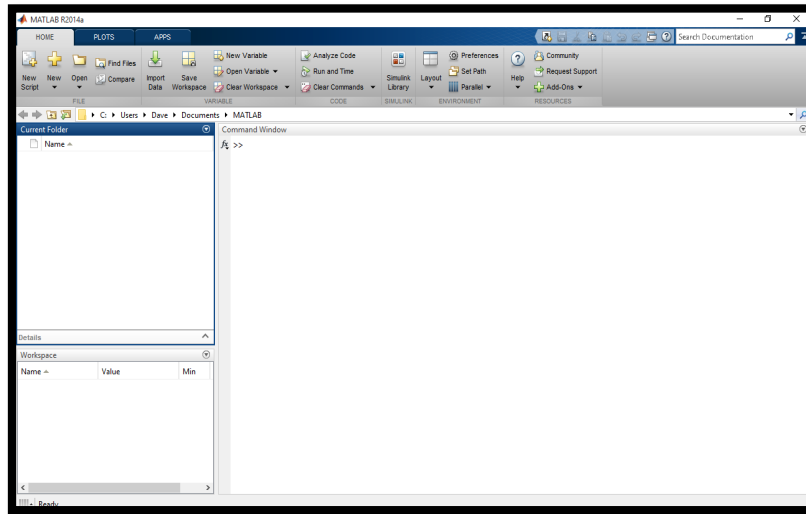 MATLAB R2014a
HOME PLOTS APPS
Search Documentation
New Script
New
Open
Find Files
Compare
Import Data
Save Workspace
New Variable
Open Variable
Clear Workspace
Analyze Code
Run and Time
Clear Commands
Simulink Library
Layout
Preferences
Set Path
Parallel
Help
Community
Request Support
Add-Ons
FILE VARIABLE CODE SIMULINK ENVIRONMENT RESOURCES
C: Users Dave Documents MATLAB
Current Folder
Name
Command Window
fx >>
Details
Workspace
Name Value Min
Ready